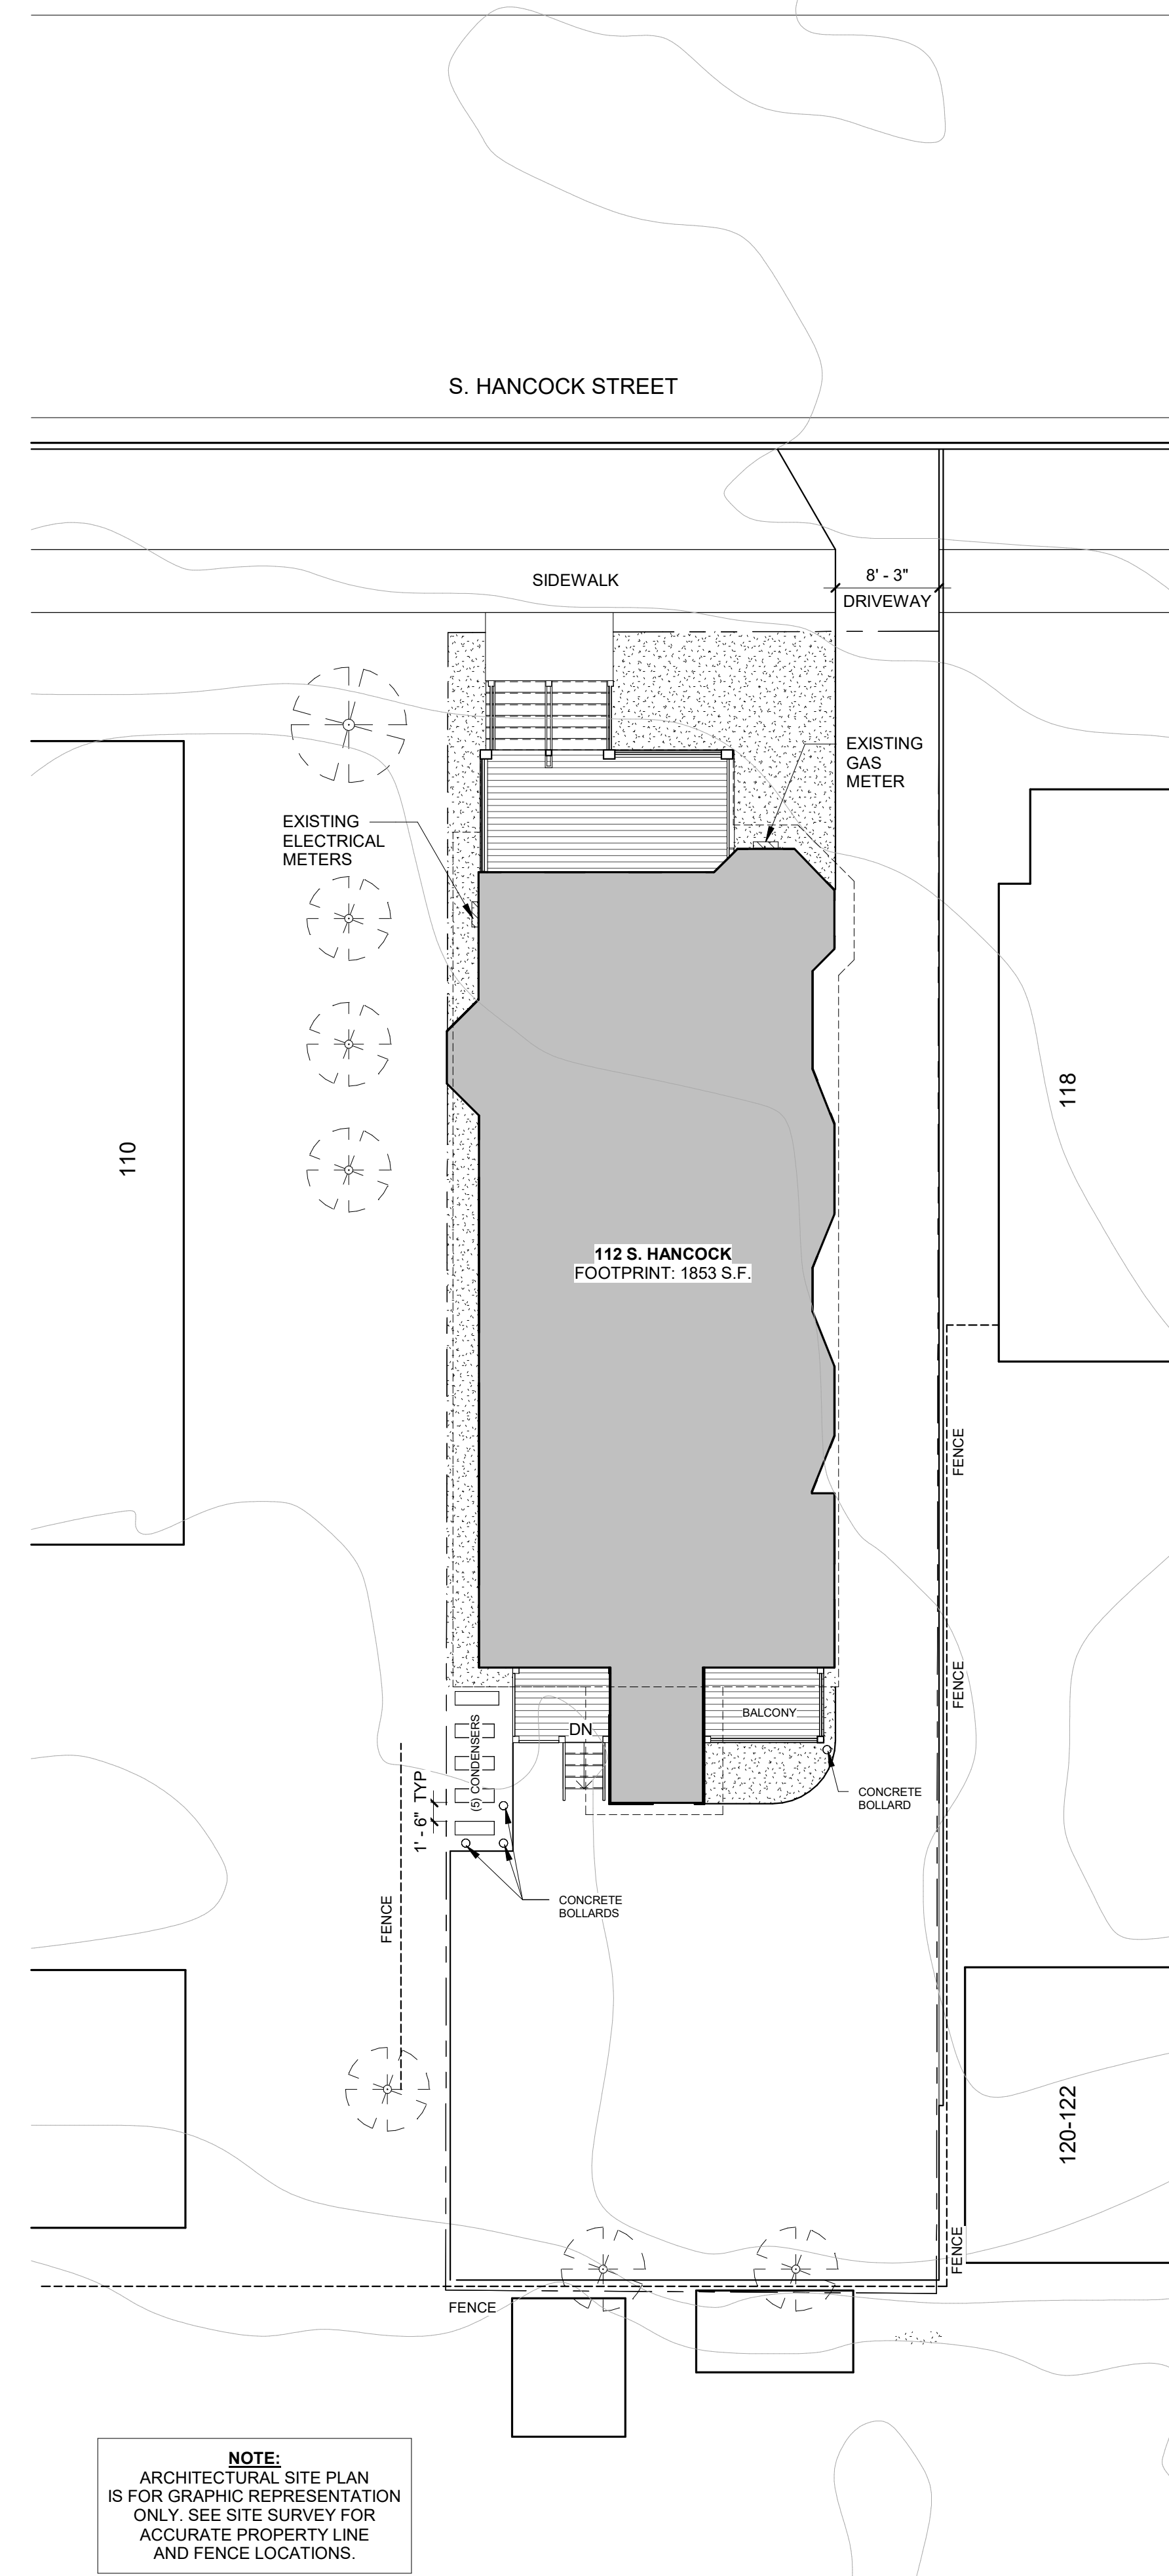 S. HANCOCK STREET
SIDEWALK
8' - 3"
DRIVEWAY
EXISTING
GAS
METER
EXISTING
ELECTRICAL
METERS
118
110
112 S. HANCOCK
FOOTPRINT: 1853 S.F.
FENCE
FENCE
BALCONY
DN
(5) CONDENSERS
1' - 6" TYP
CONCRETE
BOLLARD
CONCRETE
BOLLARDS
FENCE
120-122
FENCE
FENCE
NOTE:
ARCHITECTURAL SITE PLAN
IS FOR GRAPHIC REPRESENTATION
ONLY. SEE SITE SURVEY FOR
ACCURATE PROPERTY LINE
AND FENCE LOCATIONS.